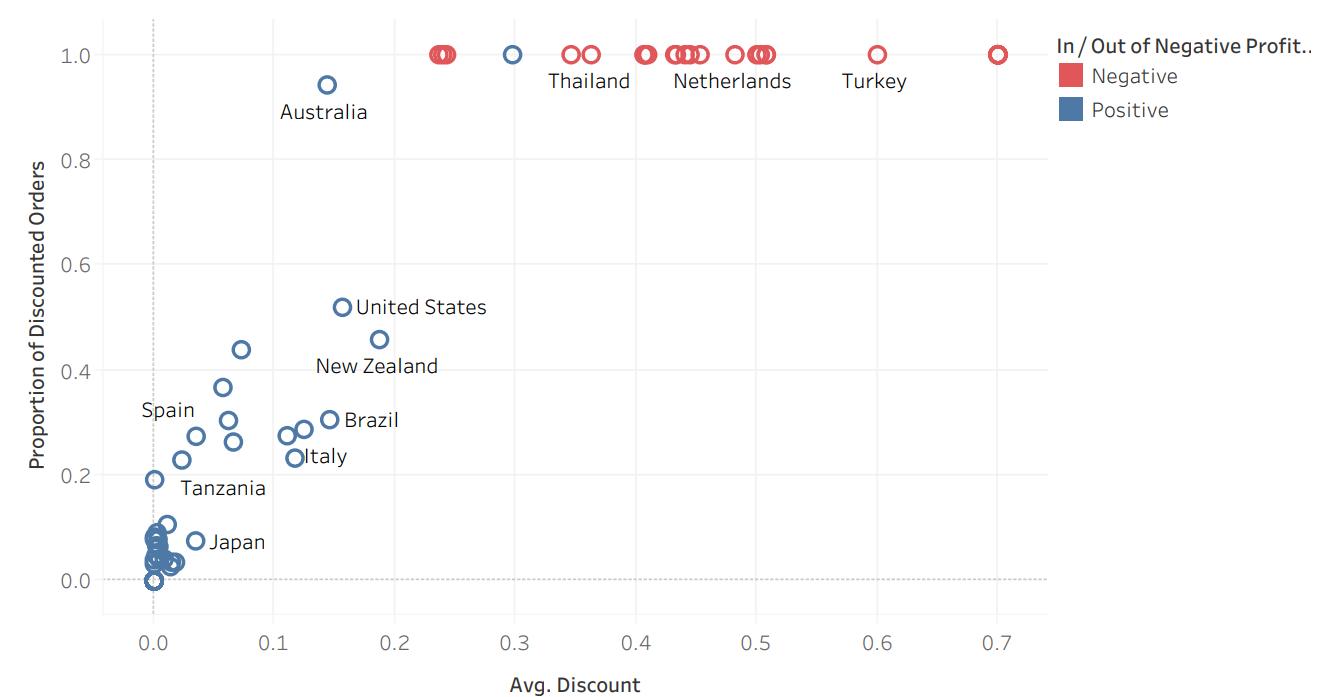 In / Out of Negative Profit..
Negative
Positive
1.0
0.8
0.6
0.4
0.2
0.0
Proportion of Discounted Orders
Thailand
Netherlands
Turkey
Australia
United States
New Zealand
Spain
Brazil
Italy
Tanzania
Japan
0.0 0.1 0.2 0.3 0.4 0.5 0.6 0.7
Avg. Discount